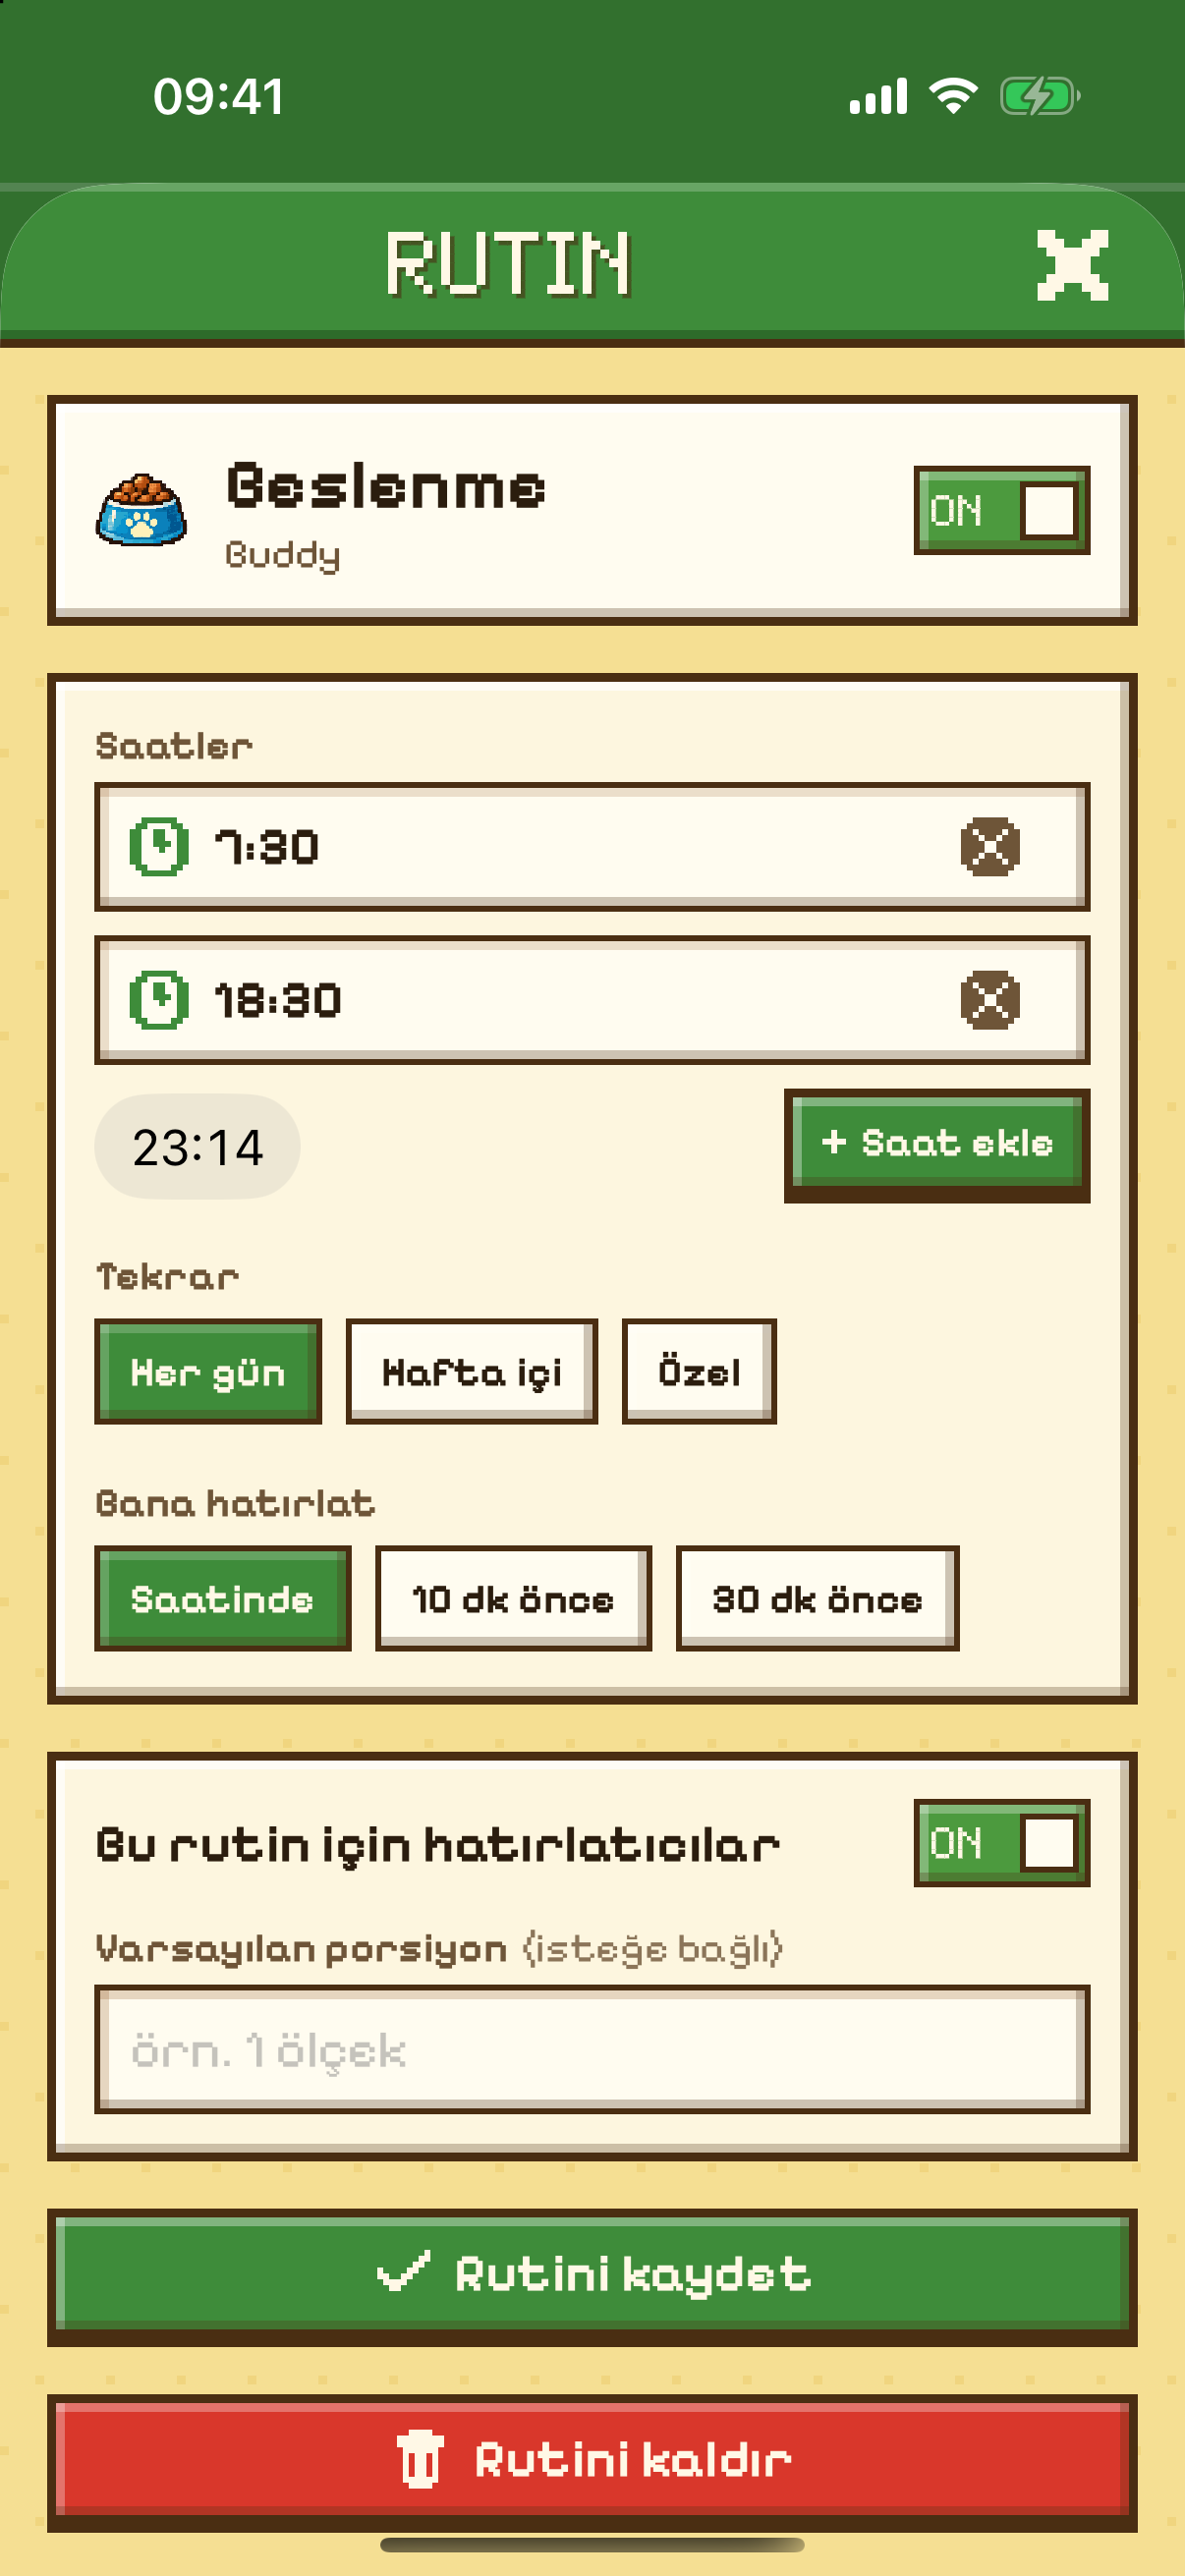 09:41
RUTIN
Beslenme
ON
Buddy
Saatler
7:30
18:30
23:14
+ Saat ekle
Tekrar
Her gün
Hafta içi
Özel
Bana hatırlat
Saatinde
10 dk önce
30 dk önce
Bu rutin için hatırlatıcılar
ON
Varsayılan porsiyon (isteğe bağlı)
örn. 1 ölçek
Rutini kaydet
Rutini kaldır